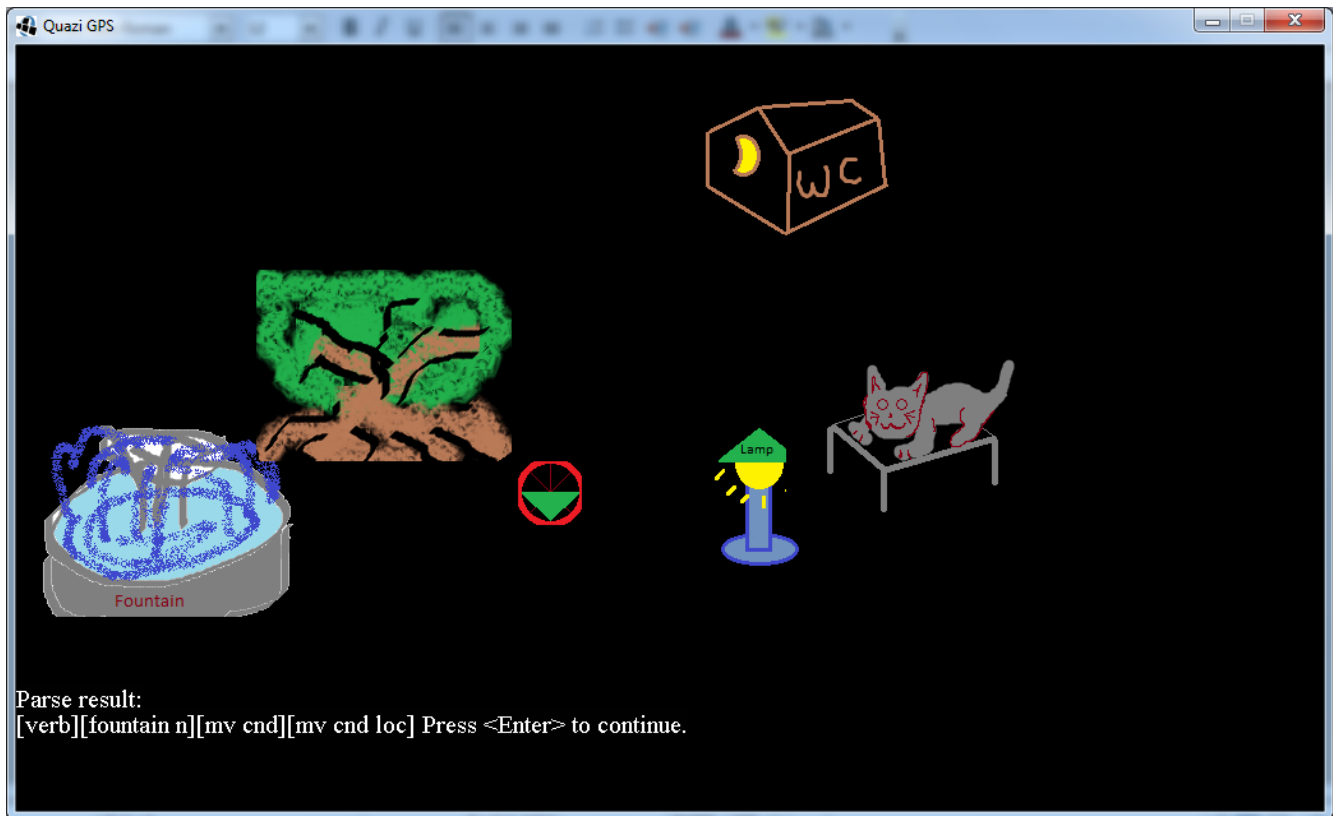 Quazi GPS
WC
Lamp
Fountain
Parse result:
[verb][fountain n][mv cnd][mv cnd loc] Press <Enter> to continue.